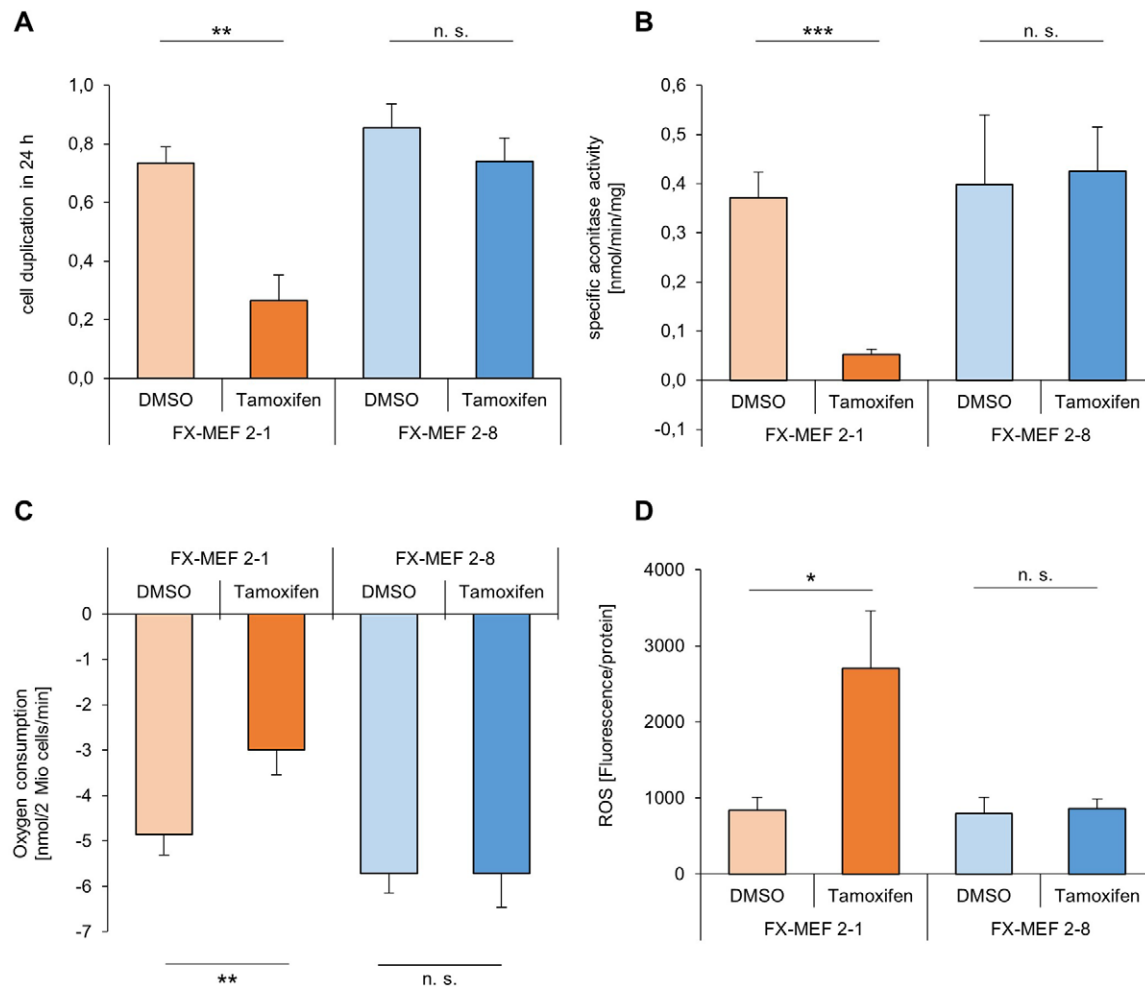 A
** n. s.
cell duplication in 24 h
1,0
0,8
0,6
0,4
0,2
0,0
DMSO Tamoxifen DMSO Tamoxifen
FX-MEF 2-1 FX-MEF 2-8
B
*** n. s.
specific aconitase activity
[nmol/min/mg]
0,6
0,5
0,4
0,3
0,2
0,1
0,0
-0,1
DMSO Tamoxifen DMSO Tamoxifen
FX-MEF 2-1 FX-MEF 2-8
C
FX-MEF 2-1 FX-MEF 2-8
DMSO Tamoxifen DMSO Tamoxifen
Oxygen consumption
[nmol/2 Mio cells/min]
0
-1
-2
-3
-4
-5
-6
-7
** n. s.
D
* n. s.
ROS [Fluorescence/protein]
4000
3000
2000
1000
0
DMSO Tamoxifen DMSO Tamoxifen
FX-MEF 2-1 FX-MEF 2-8